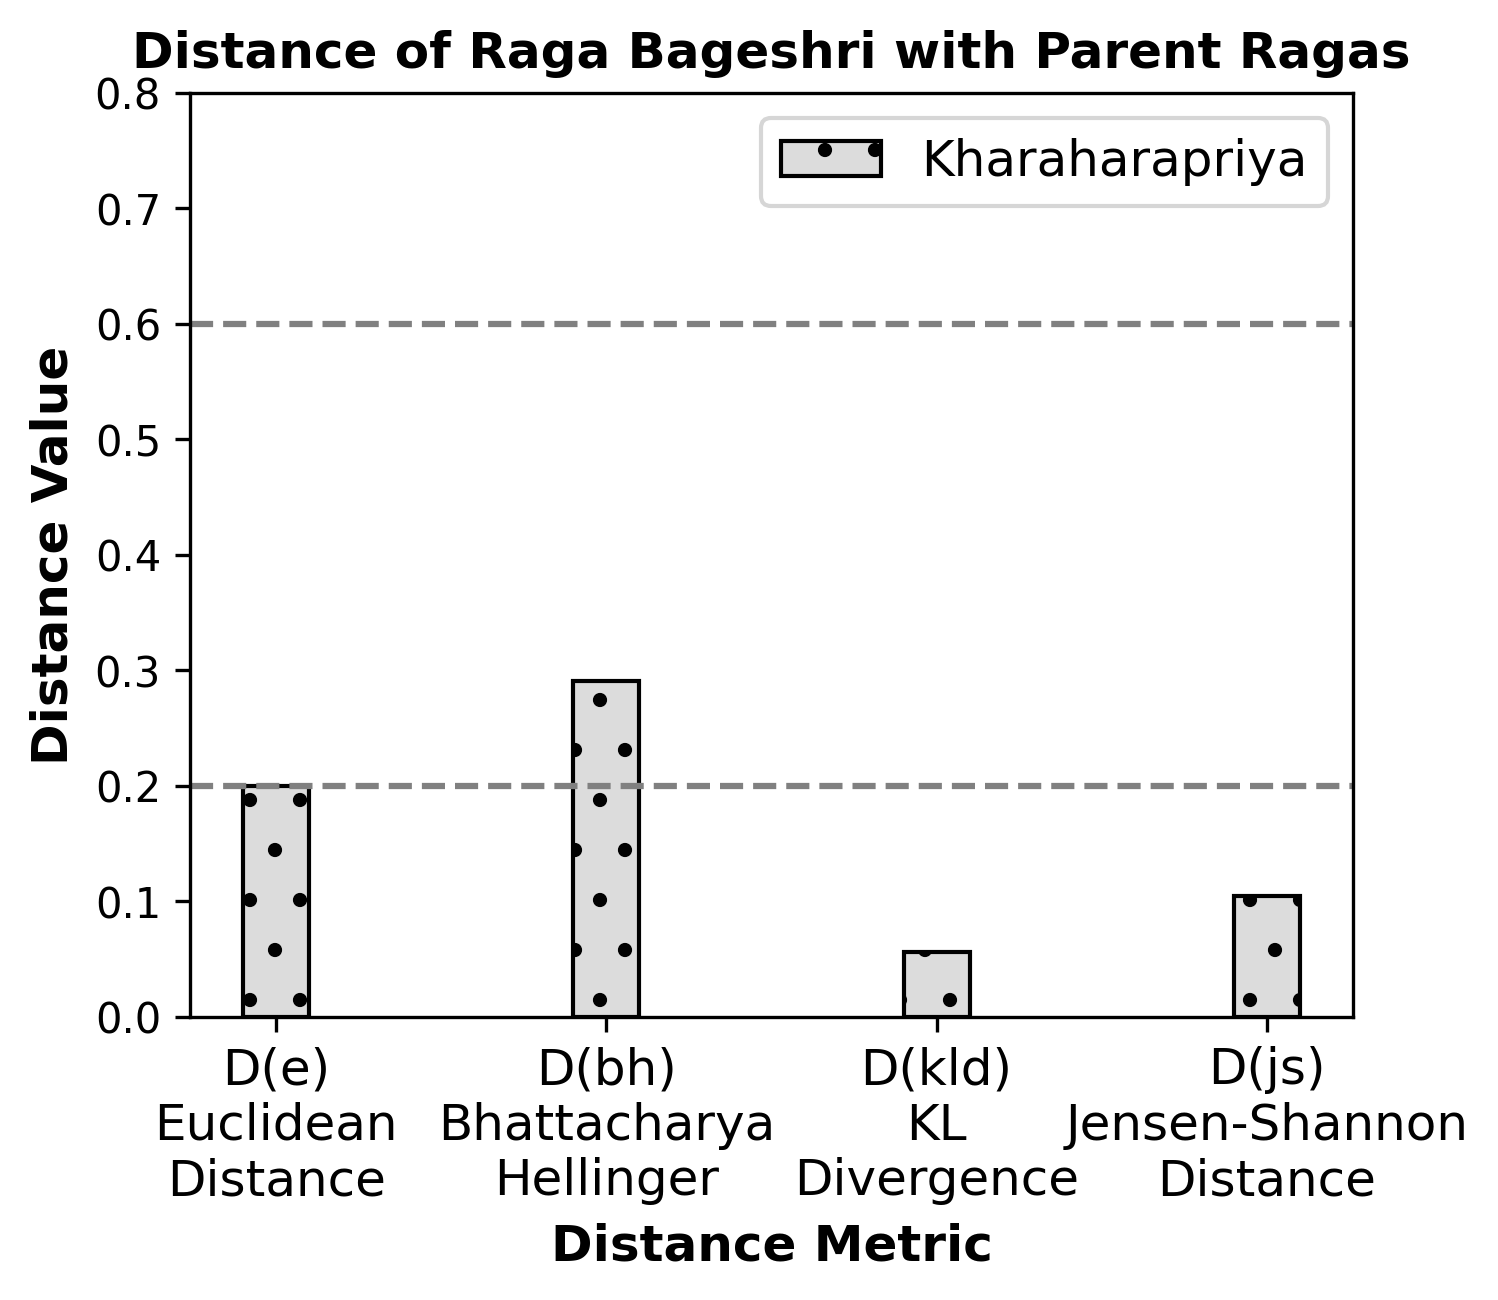 Distance of Raga Bageshri with Parent Ragas
Kharaharapriya
0.8
0.7
0.6
0.5
0.4
0.3
0.2
0.1
0.0
Distance Value
D(e)
Euclidean
Distance
D(bh)
Bhattacharya
Hellinger
D(kld)
KL
Divergence
D(js)
Jensen-Shannon
Distance
Distance Metric